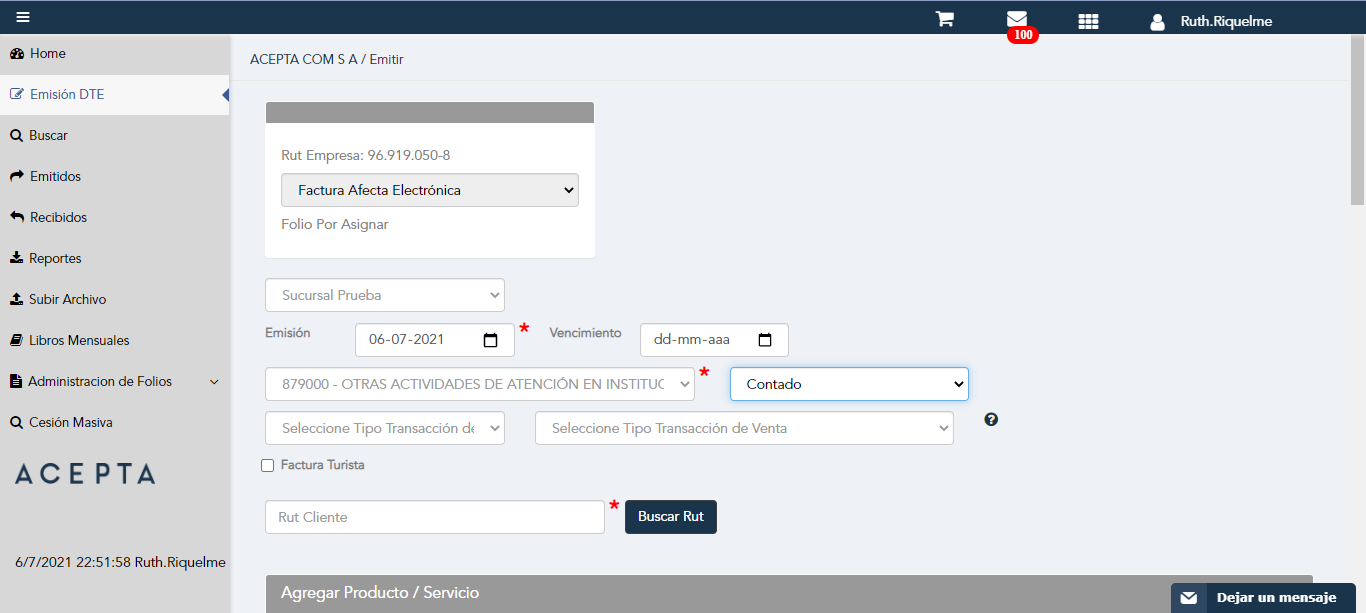 Ruth.Riquelme
100
Home
Emisión DTE
Buscar
Emitidos
Recibidos
Reportes
Subir Archivo
Libros Mensuales
Administracion de Folios
Cesión Masiva
ACEPTA
6/7/2021 22:51:58 Ruth.Riquelme
ACEPTA COM S A / Emitir
Rut Empresa: 96.919.050-8
Factura Afecta Electrónica
Folio Por Asignar
Sucursal Prueba
Emisión 06-07-2021 * Vencimiento dd-mm-aaa
879000 - OTRAS ACTIVIDADES DE ATENCIÓN EN INSTITUC * Contado
Seleccione Tipo Transacción de Seleccione Tipo Transacción de Venta ?
Factura Turista
Rut Cliente * Buscar Rut
Agregar Producto / Servicio
Dejar un mensaje